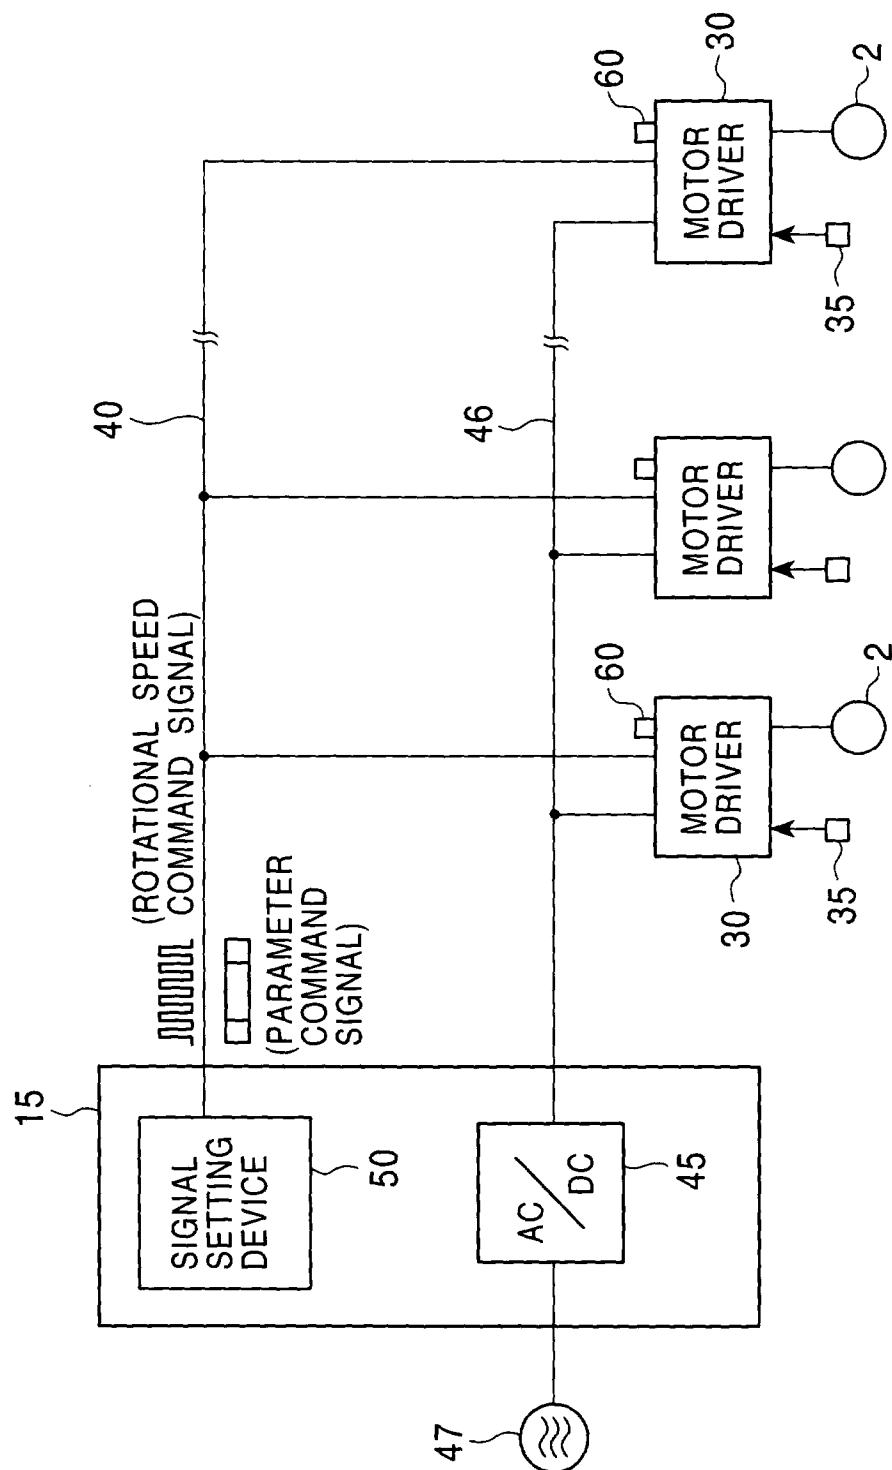 15
SIGNAL
SETTING
DEVICE
50
(ROTATIONAL SPEED
COMMAND SIGNAL)
(PARAMETER
COMMAND
SIGNAL)
40
47
AC/DC
45
46
60
MOTOR
DRIVER
30
35
2
MOTOR
DRIVER
60
30
MOTOR
DRIVER
35
2